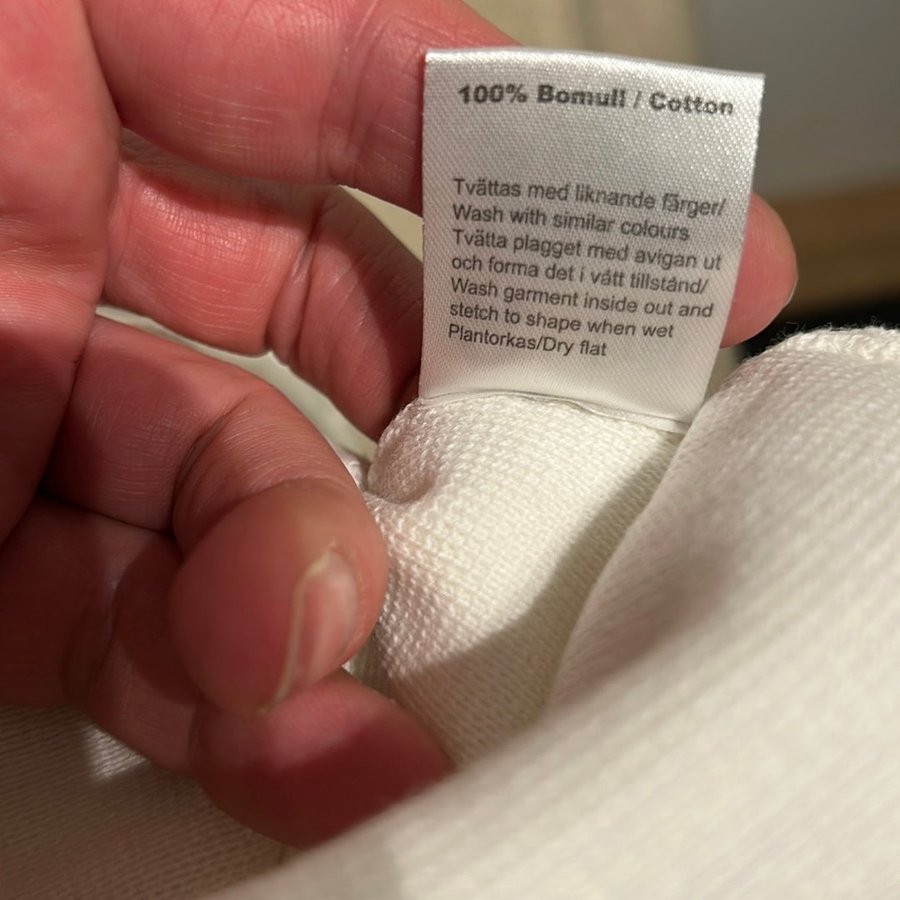 100% Bomull / Cotton
Tvättas med liknande färger/
Wash with similar colours
Tvätta plagget med avigan ut
och forma det i vått tillstånd/
Wash garment inside out and
stetch to shape when wet
Plantorkas/Dry flat